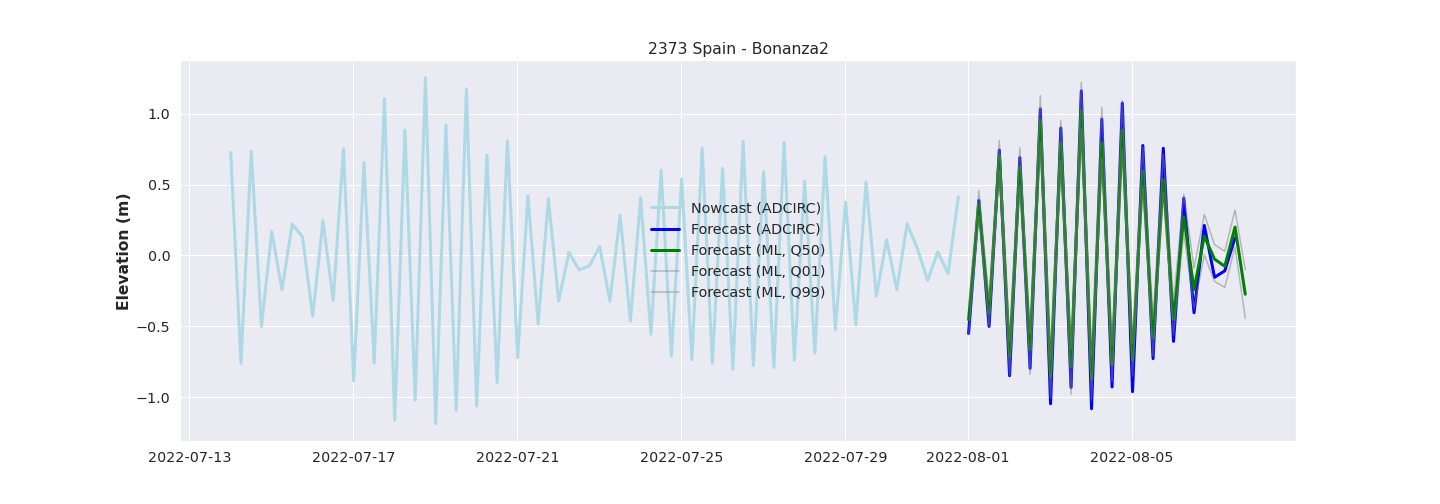 2373 Spain - Bonanza2
Elevation (m)
1.0
0.5
0.0
−0.5
−1.0
Nowcast (ADCIRC)
Forecast (ADCIRC)
Forecast (ML, Q50)
Forecast (ML, Q01)
Forecast (ML, Q99)
2022-07-13 2022-07-17 2022-07-21 2022-07-25 2022-07-29 2022-08-01 2022-08-05